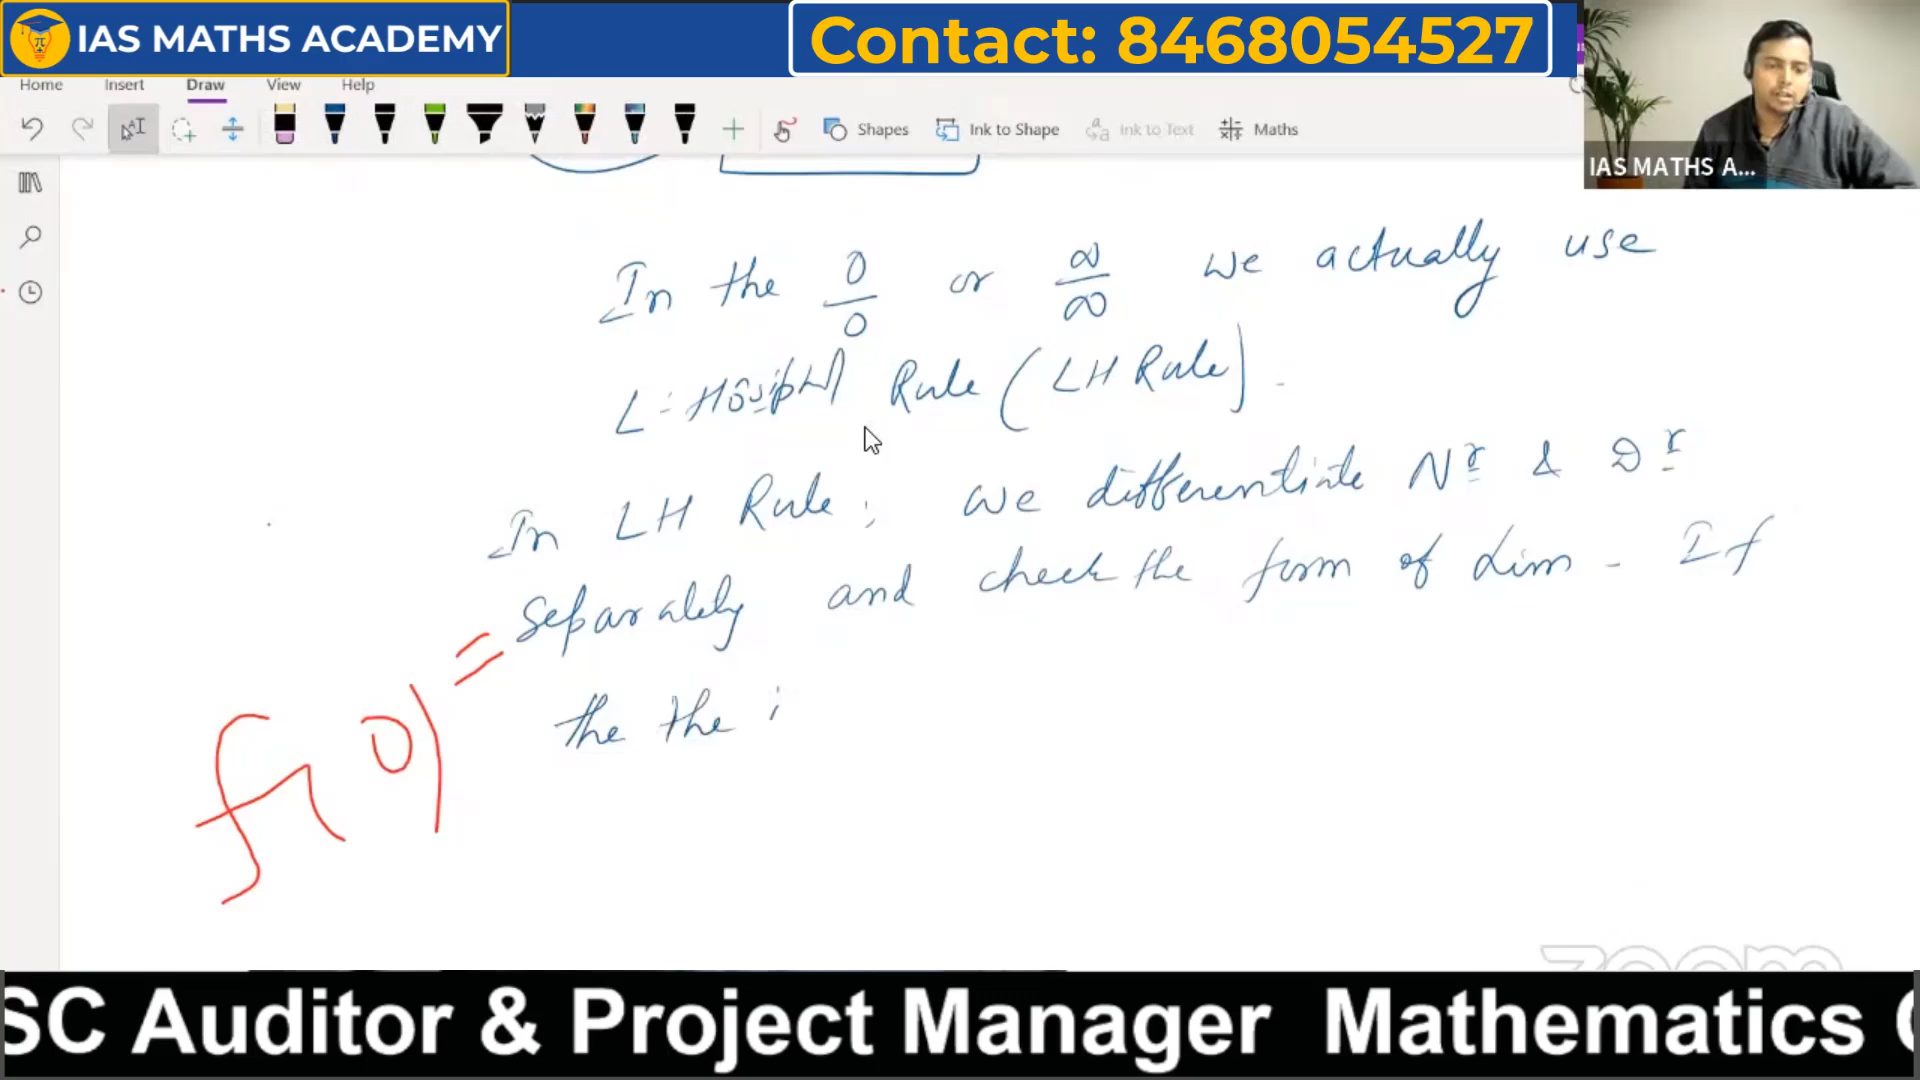 IAS MATHS ACADEMY
Contact: 8468054527
Home Insert Draw View Help
Shapes Ink to Shape Ink to Text Maths
IAS MATHS A...
In the 0/0 or ∞/∞ we actually use
L-Hospital Rule (LH Rule).
In LH Rule; we differentiate Nr & Dr
separately and check the form of Lim. If
the the i
f(0) =
zoom
SC Auditor & Project Manager Mathematics